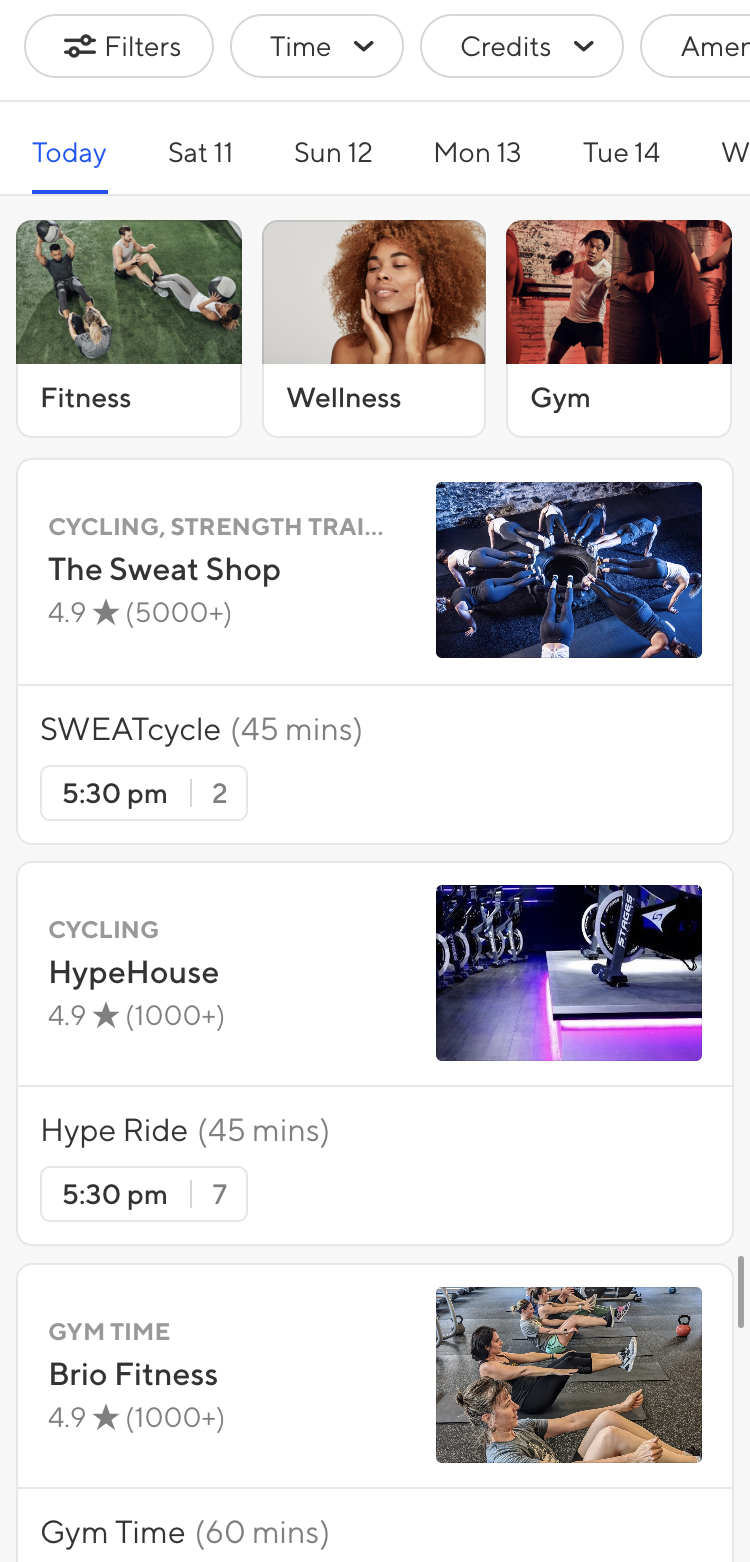 Filters
Time
Credits
Amer
Today
Sat 11
Sun 12
Mon 13
Tue 14
W
Fitness
Wellness
Gym
CYCLING, STRENGTH TRAI...
The Sweat Shop
4.9 ★ (5000+)
SWEATcycle (45 mins)
5:30 pm | 2
CYCLING
HypeHouse
4.9 ★ (1000+)
STAGES
Hype Ride (45 mins)
5:30 pm | 7
GYM TIME
Brio Fitness
4.9 ★ (1000+)
Gym Time (60 mins)